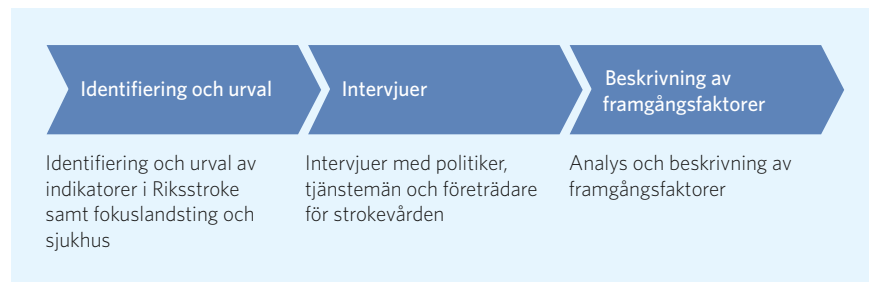 Identifiering och urval
Intervjuer
Beskrivning av
framgångsfaktorer
Identifiering och urval av
indikatorer i Riksstroke
samt fokuslandsting och
sjukhus
Intervjuer med politiker,
tjänstemän och företrädare
för strokevården
Analys och beskrivning av
framgångsfaktorer